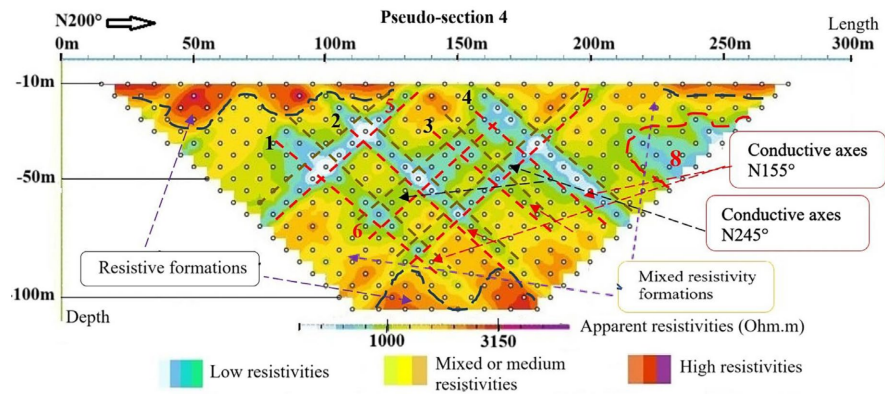 Pseudo-section 4
N200°
Length
0m 50m 100m 150m 200m 250m 300m
-10m
1 2 3 4 5 6 7 8
-50m
Conductive axes
N155°
Conductive axes
N245°
Resistive formations
Mixed resistivity
formations
-100m
Depth
Apparent resistivities (Ohm.m)
1000 3150
Low resistivities
Mixed or medium
resistivities
High resistivities